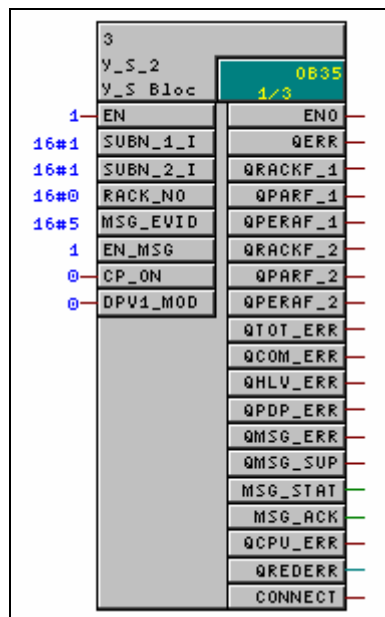 3
Y_S_2
Y_S Bloc
OB35
1/3
1 EN ENO
16#1 SUBN_1_I QERR
16#1 SUBN_2_I QRACKF_1
16#0 RACK_NO QPARF_1
16#5 MSG_EVID QPERAF_1
1 EN_MSG QRACKF_2
0 CP_ON QPARF_2
0 DPV1_MOD QPERAF_2
QTOT_ERR
QCOM_ERR
QHLV_ERR
QPDP_ERR
QMSG_ERR
QMSG_SUP
MSG_STAT
MSG_ACK
QCPU_ERR
QREDERR
CONNECT